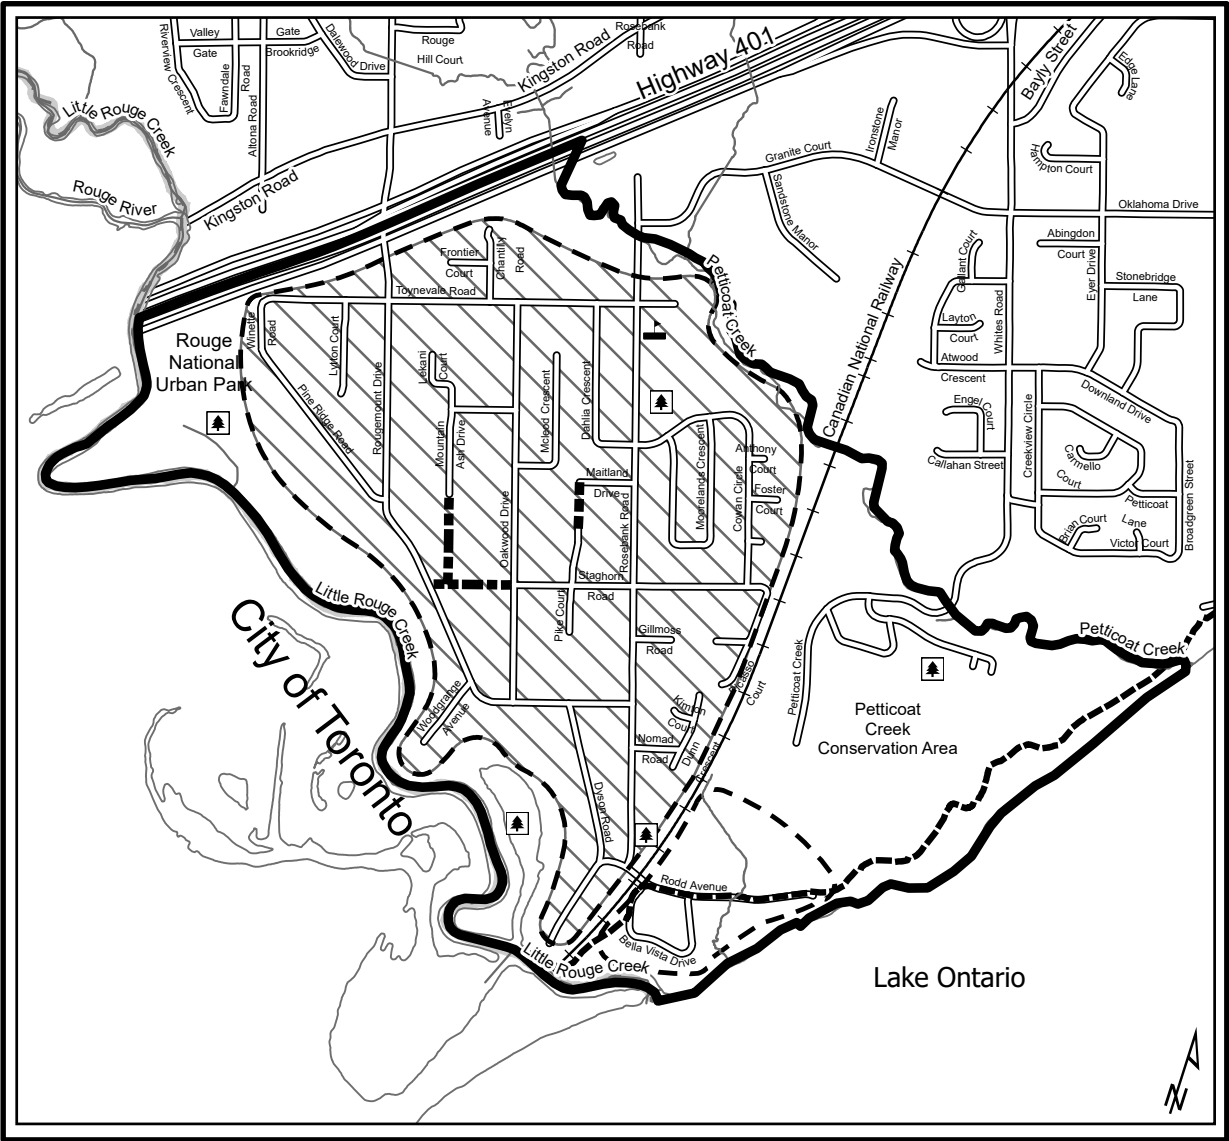 Valley
Gate
Gate
Brookridge
Riverview Crescent
Fawndale
Road
Altona Road
Dalewood
Drive
Rouge
Hill Court
Rosebank
Road
Kingston Road
Highway 401
Evelyn
Avenue
Bayly Street
Edge Lane
Little Rouge Creek
Rouge River
Kingston Road
Granite Court
Ironstone
Manor
Sandstone Manor
Hampton Court
Oklahoma Drive
Abingdon
Court
Eyer Drive
Stonebridge
Lane
Gallant Court
Layton
Court
Whites Road
Atwood
Crescent
Downland Drive
Engel
Court
Callahan Street
Creekview Circle
Carmello
Court
Petticoat
Lane
Brian Court
Victor Court
Broadgreen Street
Canadian National Railway
Petticoat Creek
Frontier
Court
Chantilly
Road
Toynevale Road
Winette
Road
Lytton Court
Rougemount Drive
Lekani
Court
Pine Ridge Road
Mountain
Ash Drive
Mcleod Crescent
Dahlia Crescent
Oakwood Drive
Maitland
Drive
Rosebank Road
Moorelands Crescent
Cowan Circle
Anthony
Court
Foster
Court
Staghorn
Road
Pike Court
Gillmoss
Road
Picasso
Court
Kimlon
Court
Nomad
Road
Dunn
Crescent
Woodgrange
Avenue
Dyson Road
Rodd Avenue
Bella Vista Drive
Rouge
National
Urban Park
Little Rouge Creek
City of Toronto
Petticoat Creek
Petticoat Creek
Petticoat
Creek
Conservation Area
Little Rouge Creek
Lake Ontario
N